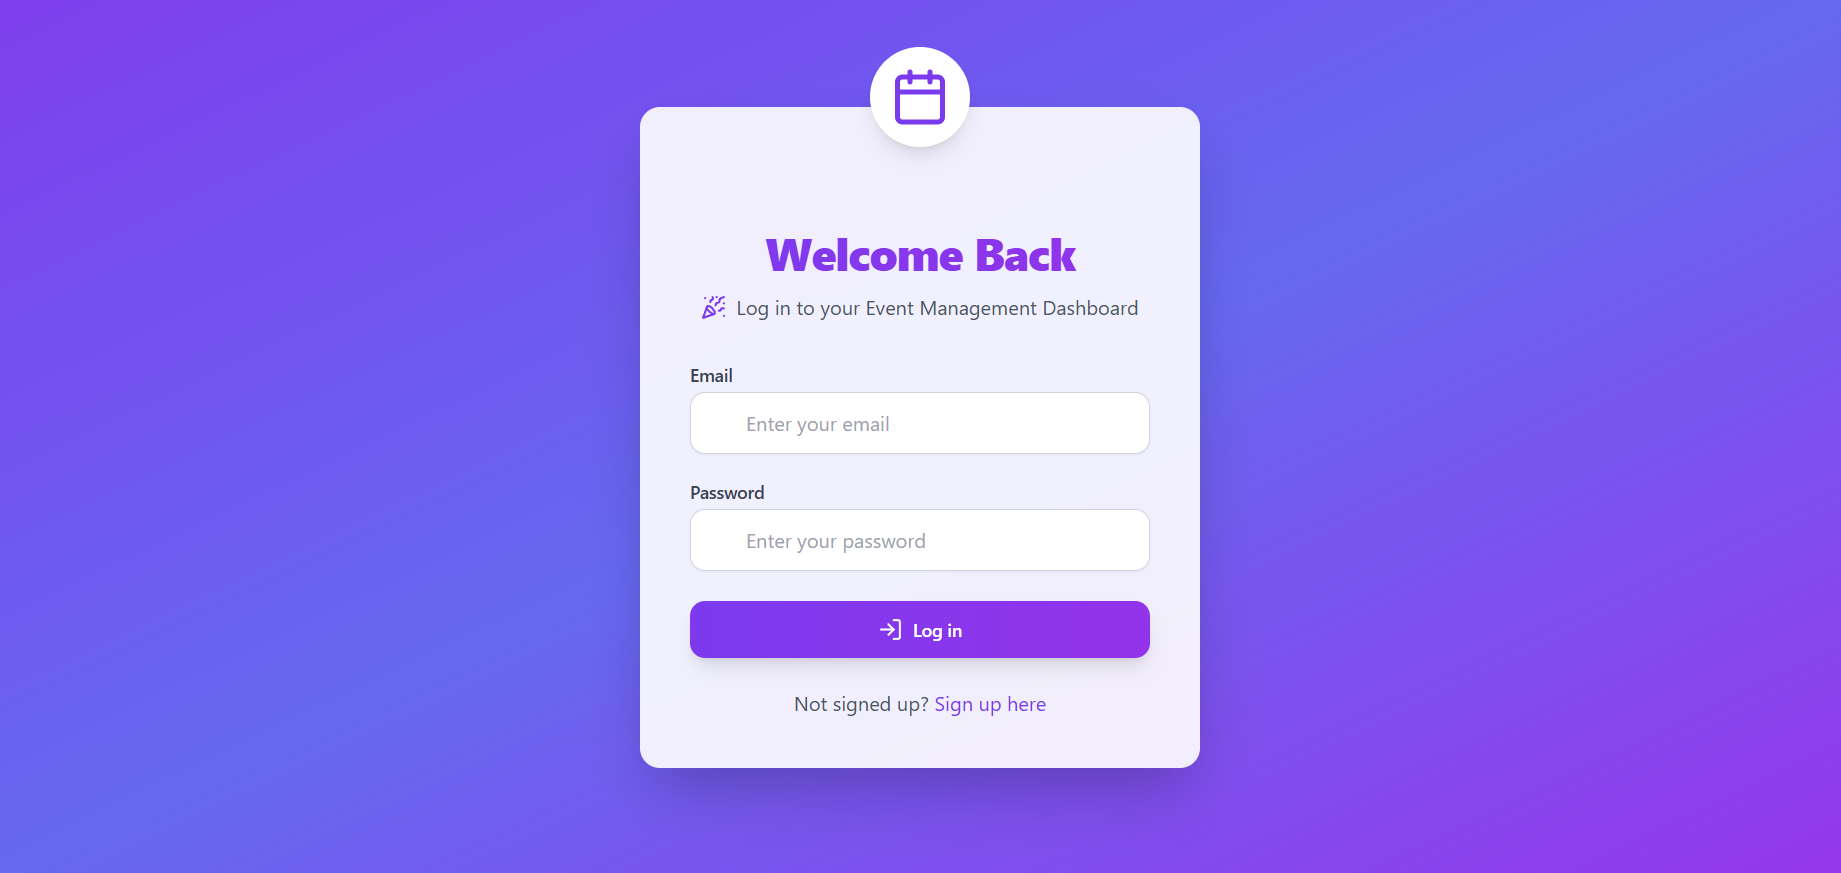 Welcome Back
Log in to your Event Management Dashboard
Email
Enter your email
Password
Enter your password
Log in
Not signed up? Sign up here